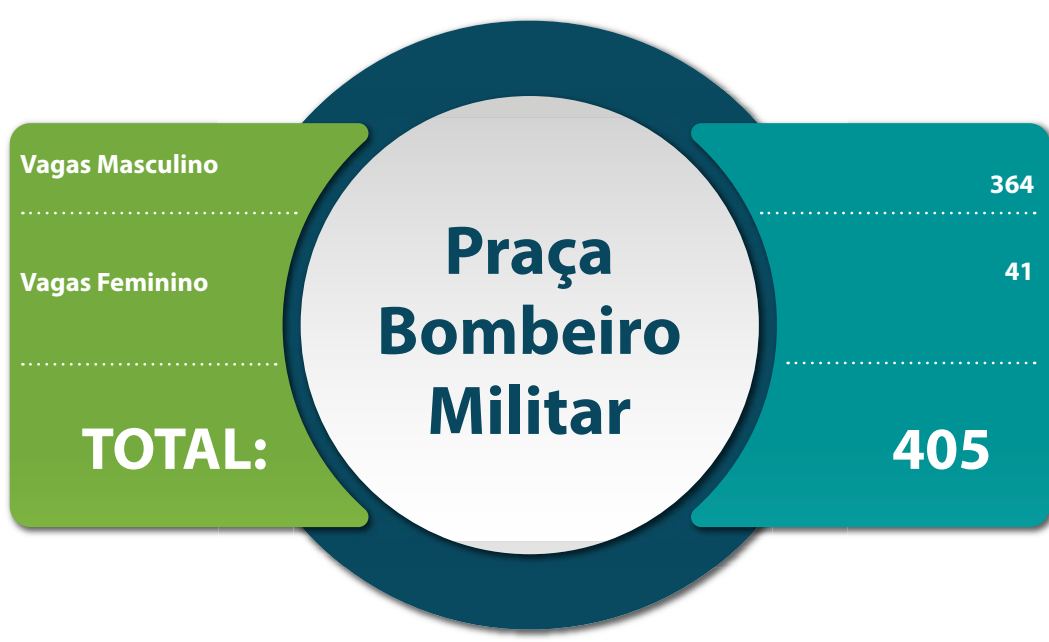 Vagas Masculino
364
Vagas Feminino
41
TOTAL:
405
Praça
Bombeiro
Militar